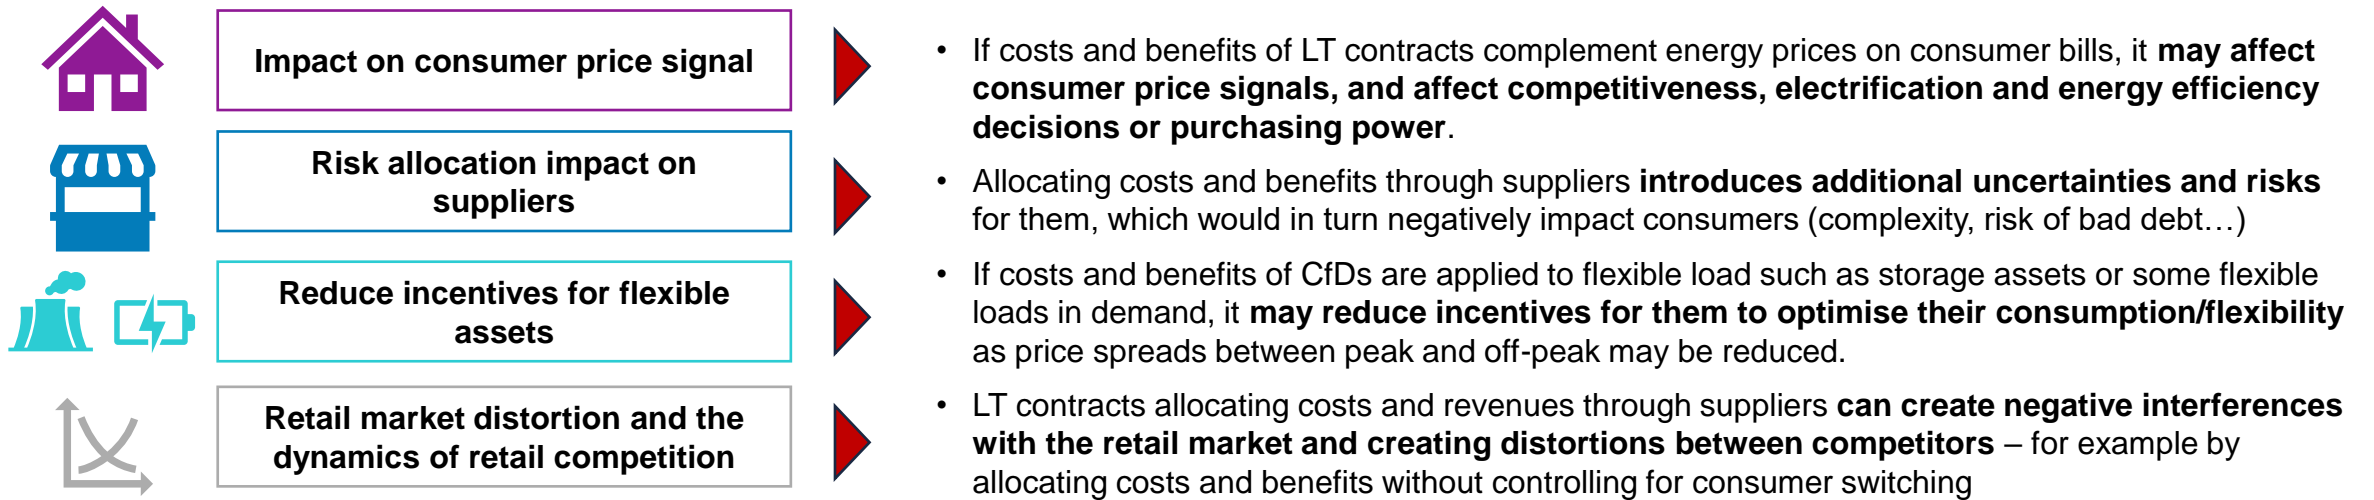 Impact on consumer price signal
• If costs and benefits of LT contracts complement energy prices on consumer bills, it may affect
consumer price signals, and affect competitiveness, electrification and energy efficiency
decisions or purchasing power.
Risk allocation impact on
suppliers
• Allocating costs and benefits through suppliers introduces additional uncertainties and risks
for them, which would in turn negatively impact consumers (complexity, risk of bad debt…)
Reduce incentives for flexible
assets
• If costs and benefits of CfDs are applied to flexible load such as storage assets or some flexible
loads in demand, it may reduce incentives for them to optimise their consumption/flexibility
as price spreads between peak and off-peak may be reduced.
Retail market distortion and the
dynamics of retail competition
• LT contracts allocating costs and revenues through suppliers can create negative interferences
with the retail market and creating distortions between competitors – for example by
allocating costs and benefits without controlling for consumer switching